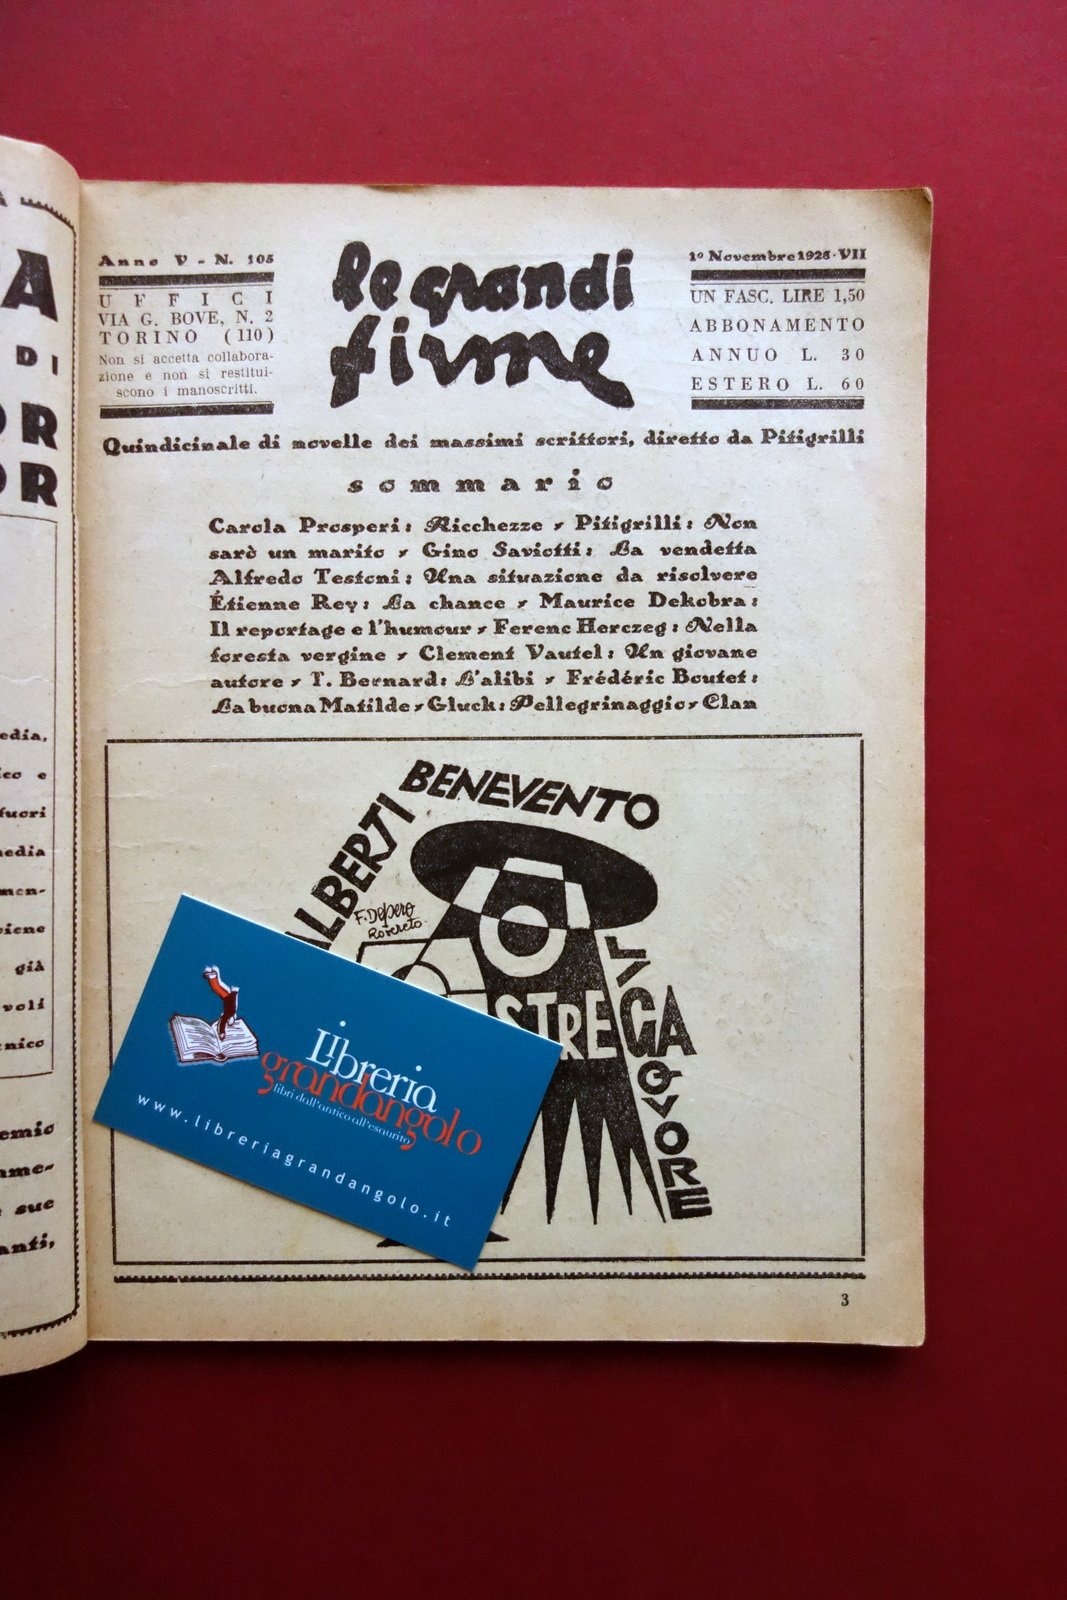 Anno V - N. 105
UFFICI
VIA G. BOVE, N. 2
TORINO (110)
Non si accetta collabora-
zione e non si restitui-
scono i manoscritti.
le grandi
firme
1º Novembre 1928 - VII
UN FASC. LIRE 1,50
ABBONAMENTO
ANNUO L. 30
ESTERO L. 60
Quindicinale di novelle dei massimi scrittori, diretto da Pitigrilli
sommario
Carola Prosperi: Ricchezze - Pitigrilli: Non
sarò un marito - Gino Saviotti: La vendetta
Alfredo Testoni: Una situazione da risolvere
Étienne Rey: La chance - Maurice Dekobra:
Il reportage e l'humour - Ferenc Herczeg: Nella
foresta vergine - Clement Vautel: Un giovane
autore - T. Bernard: L'alibi - Frédéric Boutet:
La buona Matilde - Gluck: Pellegrinaggio - Clan
BENEVENTO
ALBERTI
F. Depero
Rovereto
STREGA
LIQVORE
Libreria
grandangolo
libri dall'antico all'esaurito
www.libreriagrandangolo.it
3
A
DI
OR
OR
edia,
co e
fuori
media
men-
viene
già
voli
cnico
emio
ame-
sue
anti,